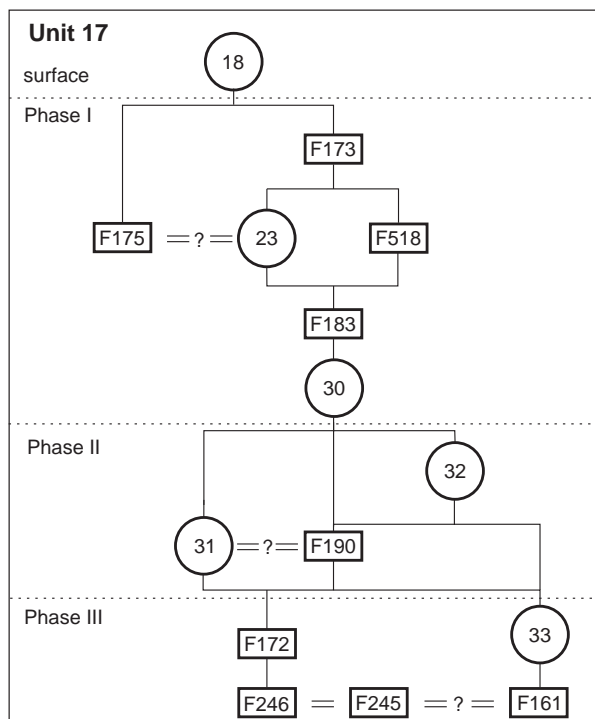 Unit 17
18
surface
Phase I
F173
F175 = ? = 23 F518
F183
30
Phase II
32
31 = ? = F190
Phase III
33
F172
F246 = F245 = ? = F161